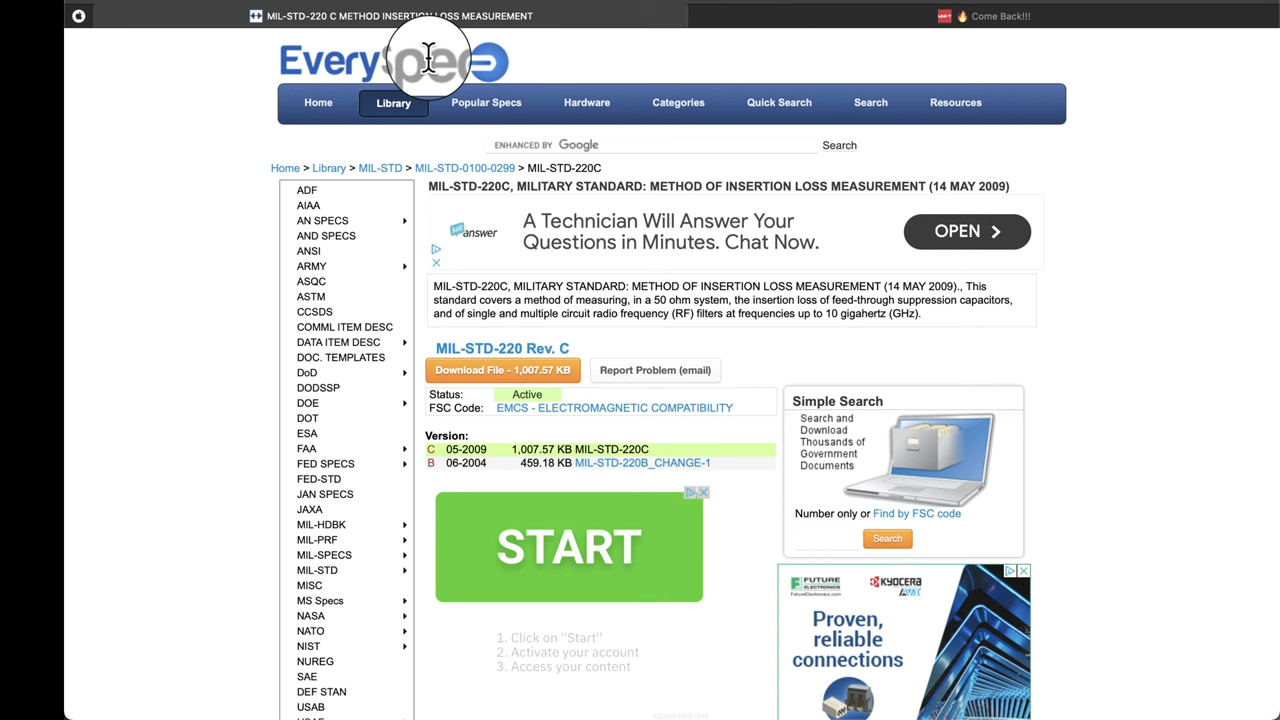 MIL-STD-220 C METHOD INSERTION LOSS MEASUREMENT
UNI-T 🔥 Come Back!!!
Everyspec
Home Library Popular Specs Hardware Categories Quick Search Search Resources
ENHANCED BY Google Search
Home > Library > MIL-STD > MIL-STD-0100-0299 > MIL-STD-220C
ADF
AIAA
AN SPECS
AND SPECS
ANSI
ARMY
ASQC
ASTM
CCSDS
COMML ITEM DESC
DATA ITEM DESC
DOC. TEMPLATES
DoD
DODSSP
DOE
DOT
ESA
FAA
FED SPECS
FED-STD
JAN SPECS
JAXA
MIL-HDBK
MIL-PRF
MIL-SPECS
MIL-STD
MISC
MS Specs
NASA
NATO
NIST
NUREG
SAE
DEF STAN
USAB
MIL-STD-220C, MILITARY STANDARD: METHOD OF INSERTION LOSS MEASUREMENT (14 MAY 2009)
JUST answer
A Technician Will Answer Your
Questions in Minutes. Chat Now.
OPEN
MIL-STD-220C, MILITARY STANDARD: METHOD OF INSERTION LOSS MEASUREMENT (14 MAY 2009)., This
standard covers a method of measuring, in a 50 ohm system, the insertion loss of feed-through suppression capacitors,
and of single and multiple circuit radio frequency (RF) filters at frequencies up to 10 gigahertz (GHz).
MIL-STD-220 Rev. C
Download File - 1,007.57 KB Report Problem (email)
Status: Active
FSC Code: EMCS - ELECTROMAGNETIC COMPATIBILITY
Version:
C 05-2009 1,007.57 KB MIL-STD-220C
B 06-2004 459.18 KB MIL-STD-220B_CHANGE-1
START
1. Click on "Start"
2. Activate your account
3. Access your content
cdacontent.com
Simple Search
Search and
Download
Thousands of
Government
Documents
Number only or Find by FSC code
Search
FUTURE ELECTRONICS
FutureElectronics.com
KYOCERA
AVX
Proven,
reliable
connections